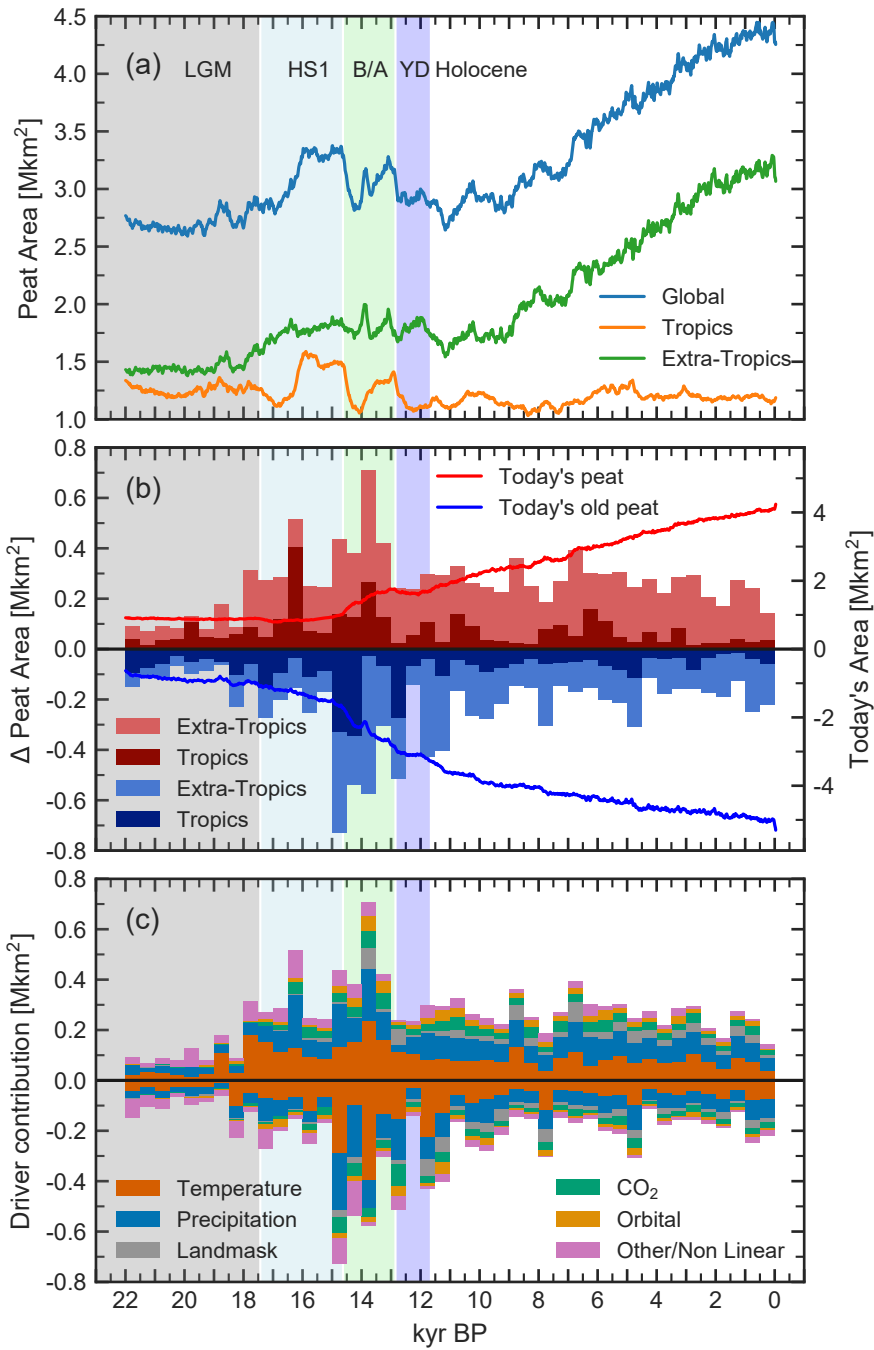 4.5
(a)
LGM HS1 B/A YD Holocene
4.0
3.5
3.0
2.5
2.0
1.5
1.0
Peat Area [Mkm²]
Global
Tropics
Extra-Tropics
0.8
(b)
Today's peat
Today's old peat
0.6
0.4
0.2
0.0
-0.2
-0.4
-0.6
-0.8
Δ Peat Area [Mkm²]
4
2
0
-2
-4
Today's Area [Mkm²]
Extra-Tropics
Tropics
Extra-Tropics
Tropics
0.8
(c)
0.6
0.4
0.2
0.0
-0.2
-0.4
-0.6
-0.8
Driver contribution [Mkm²]
Temperature
Precipitation
Landmask
CO₂
Orbital
Other/Non Linear
22 20 18 16 14 12 10 8 6 4 2 0
kyr BP